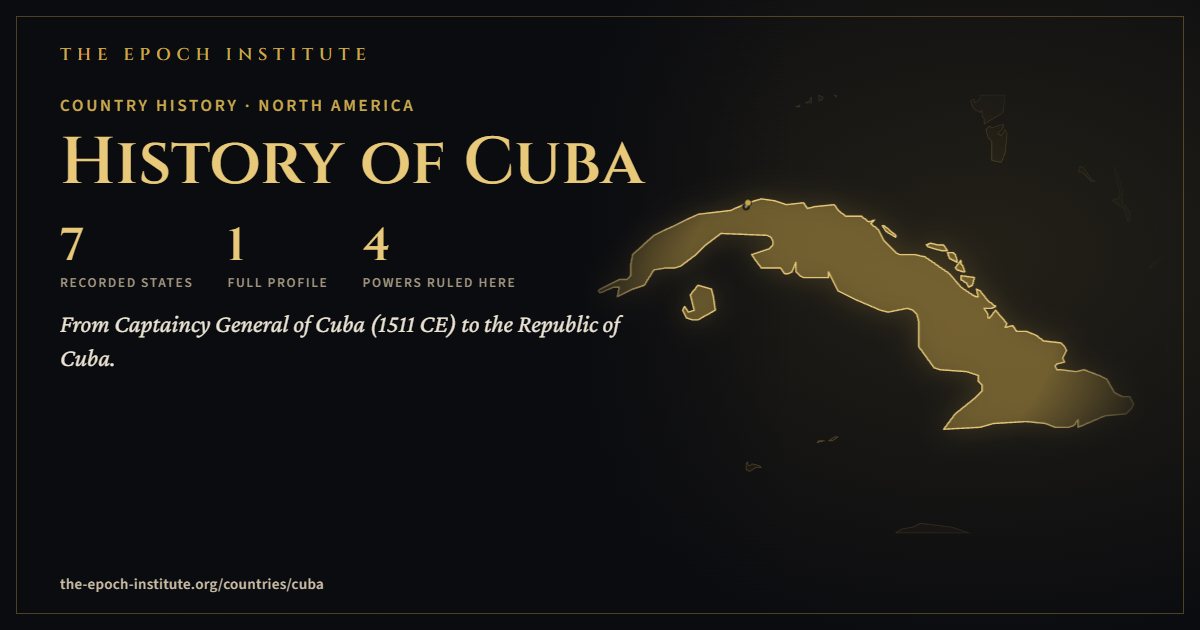 THE EPOCH INSTITUTE
COUNTRY HISTORY · NORTH AMERICA
History of Cuba
7 1 4
RECORDED STATES FULL PROFILE POWERS RULED HERE
From Captaincy General of Cuba (1511 CE) to the Republic of
Cuba.
the-epoch-institute.org/countries/cuba